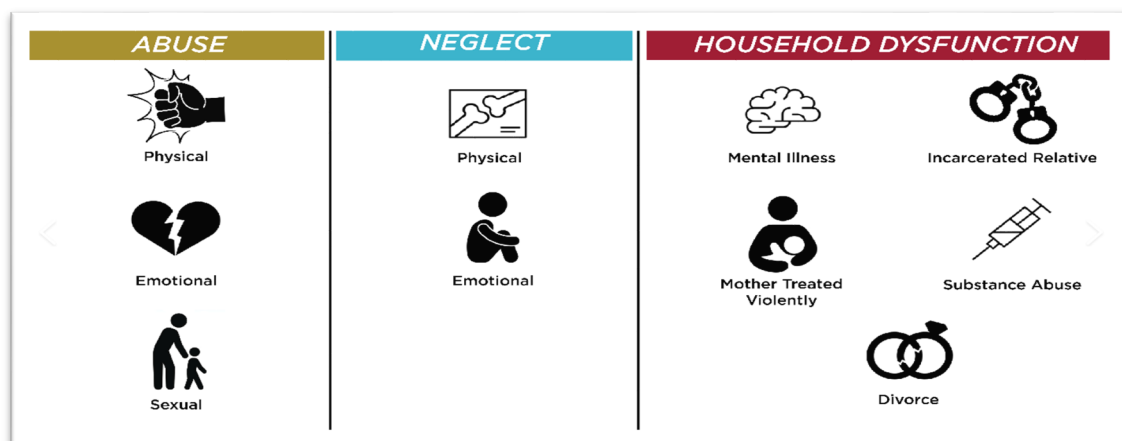 ABUSE
Physical
Emotional
Sexual
NEGLECT
Physical
Emotional
HOUSEHOLD DYSFUNCTION
Mental Illness
Incarcerated Relative
Mother Treated
Violently
Substance Abuse
Divorce